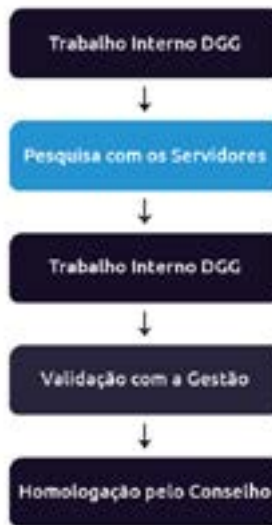 Trabalho Interno DGG
Pesquisa com os Servidores
Trabalho Interno DGG
Validação com a Gestão
Homologação pelo Conselho